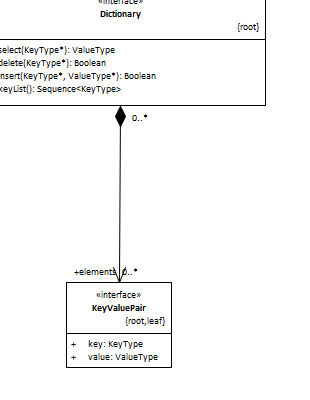 «interface»
Dictionary
{root}
select(KeyType*): ValueType
delete(KeyType*): Boolean
insert(KeyType*, ValueType*): Boolean
keyList(): Sequence<KeyType>
0..*
+elements 0..*
«interface»
KeyValuePair
{root,leaf}
+ key: KeyType
+ value: ValueType